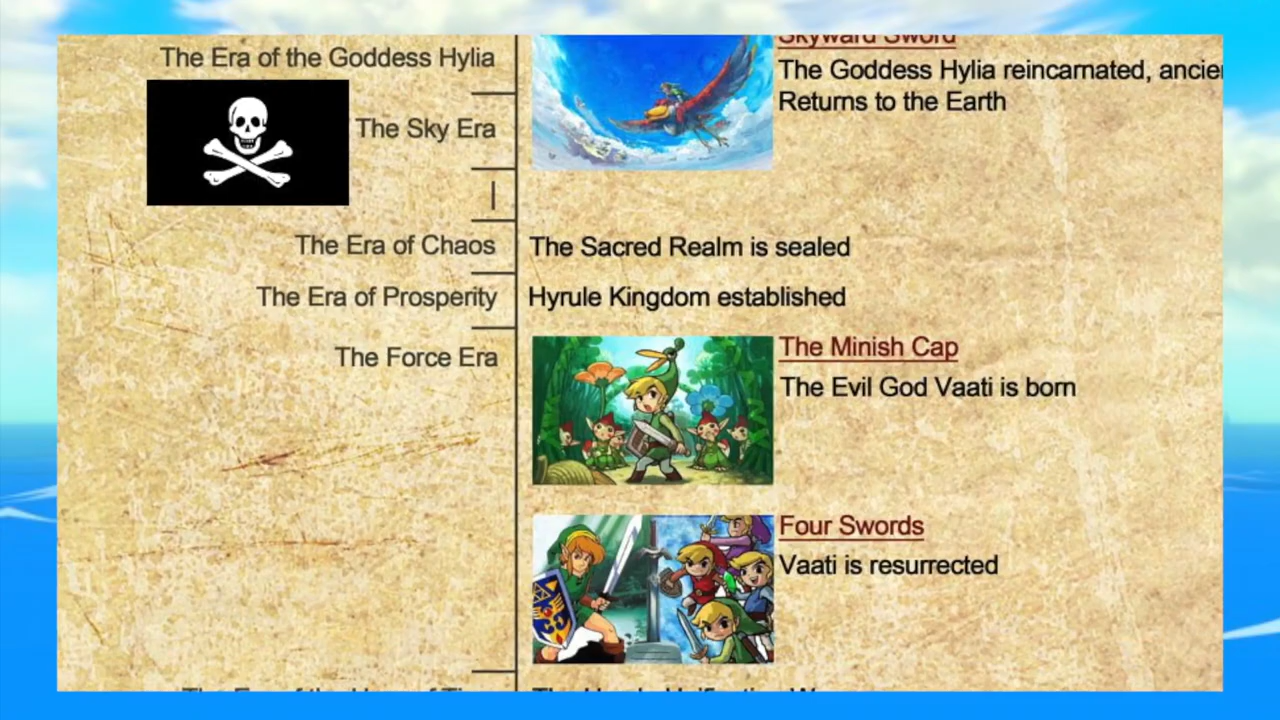 Skyward Sword
The Era of the Goddess Hylia
The Goddess Hylia reincarnated,
Returns to the Earth
The Sky Era
The Era of Chaos
The Sacred Realm is sealed
The Era of Prosperity
Hyrule Kingdom established
The Force Era
The Minish Cap
The Evil God Vaati is born
Four Swords
Vaati is resurrected